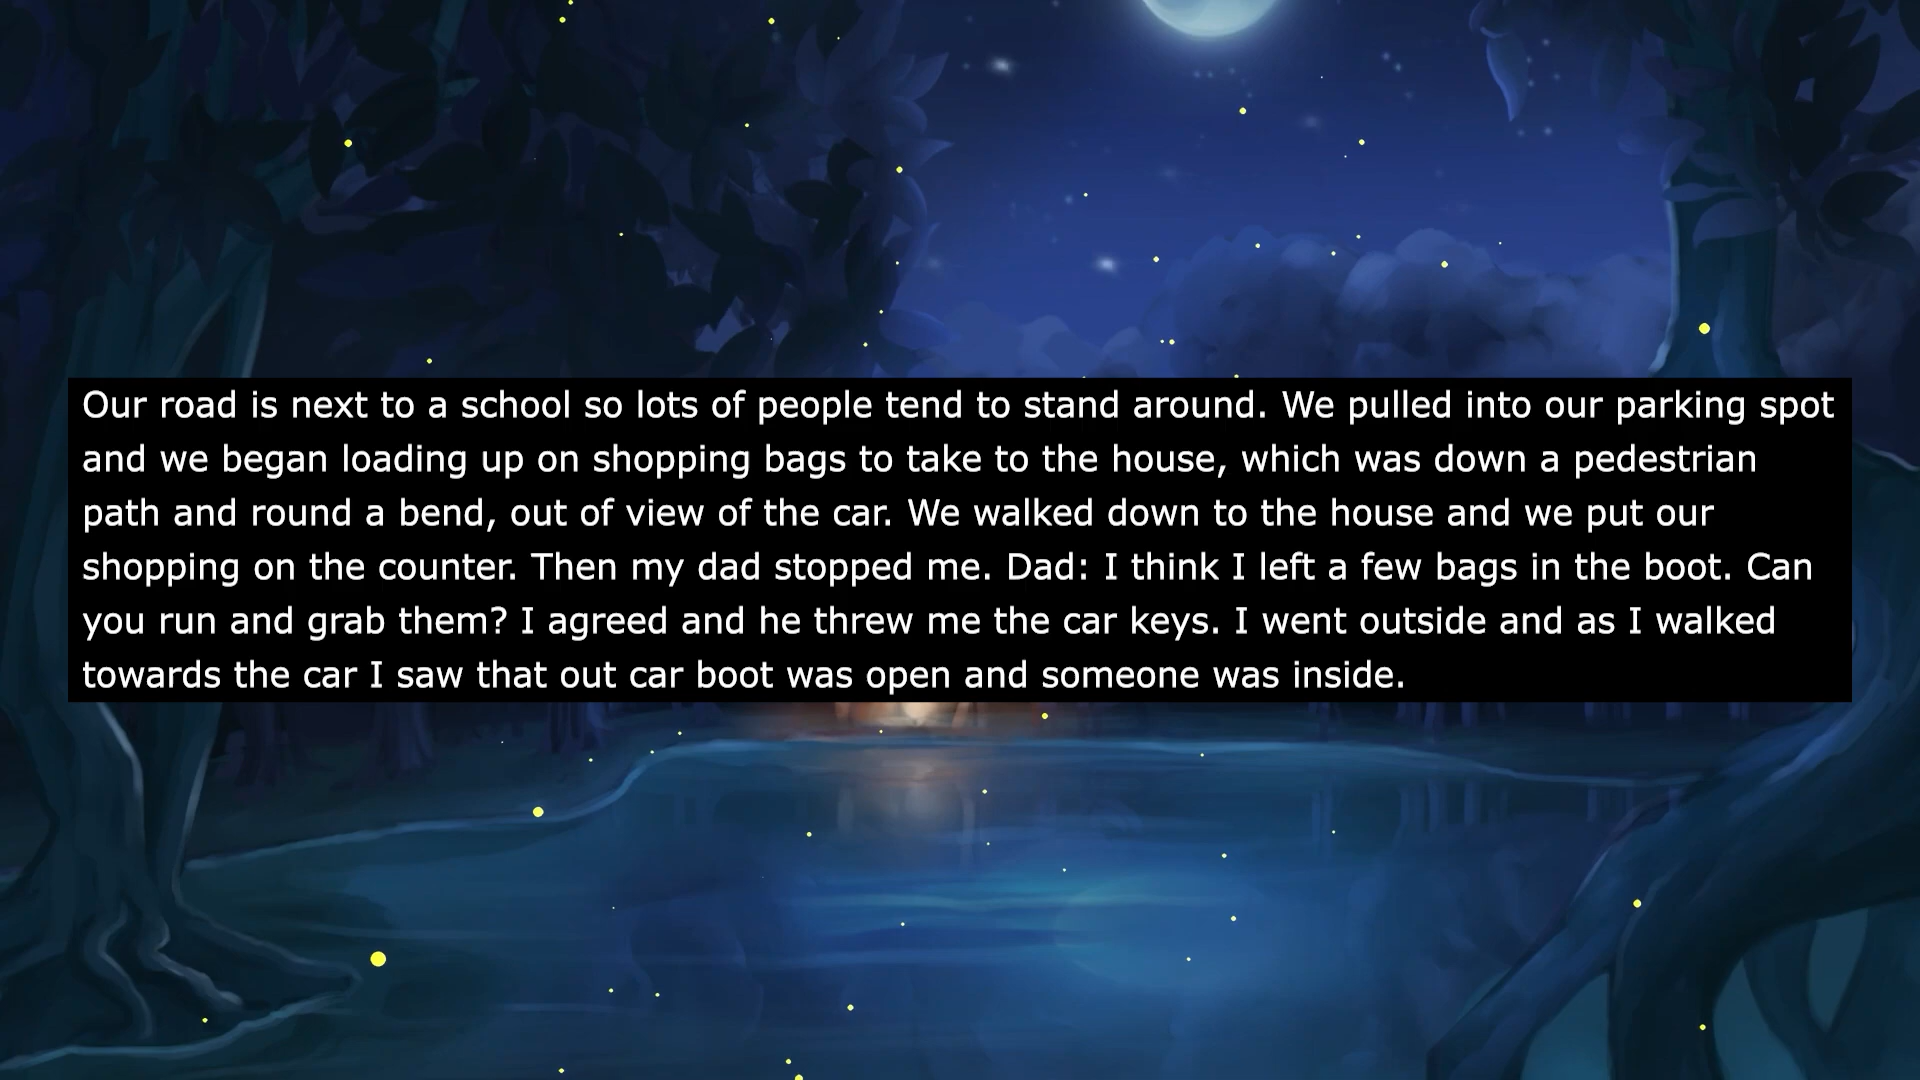 Our road is next to a school so lots of people tend to stand around. We pulled into our parking spot
and we began loading up on shopping bags to take to the house, which was down a pedestrian
path and round a bend, out of view of the car. We walked down to the house and we put our
shopping on the counter. Then my dad stopped me. Dad: I think I left a few bags in the boot. Can
you run and grab them? I agreed and he threw me the car keys. I went outside and as I walked
towards the car I saw that out car boot was open and someone was inside.